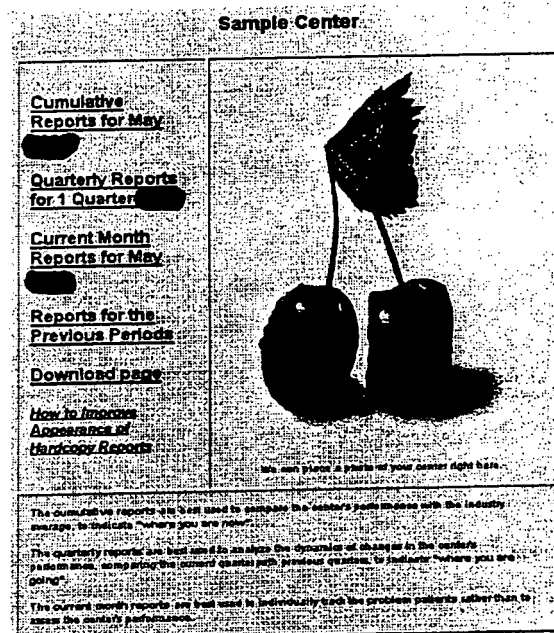 Sample Center
Cumulative
Reports for May
Quarterly Reports
for 1 Quarter
Current Month
Reports for May
Reports for the
Previous Periods
Download page
How to Improve
Appearance of
Hardcopy Reports
We can place a photo of your center right here.
The cumulative reports are best used to compare the center's performance with the industry
average, to indicate "where you are now".
The quarterly reports are best used to analyze the dynamics of changes in the center's
performance, comparing the current quarter with previous quarters, to indicate "where you are
going".
The current month reports are best used to individually track the problem patients rather than to
assess the center's performance.